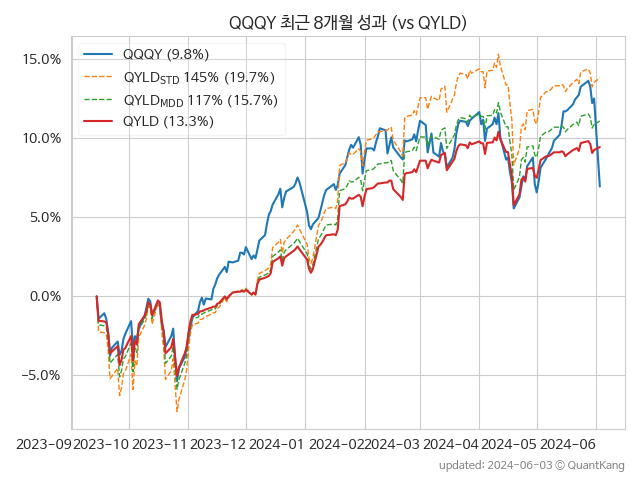 QQQY 최근 8개월 성과 (vs QYLD)
QQQY (9.8%)
QYLD_STD 145% (19.7%)
QYLD_MDD 117% (15.7%)
QYLD (13.3%)
15.0%
10.0%
5.0%
0.0%
−5.0%
2023-09 2023-10 2023-11 2023-12 2024-01 2024-02 2024-03 2024-04 2024-05 2024-06
updated: 2024-06-03 © QuantKang